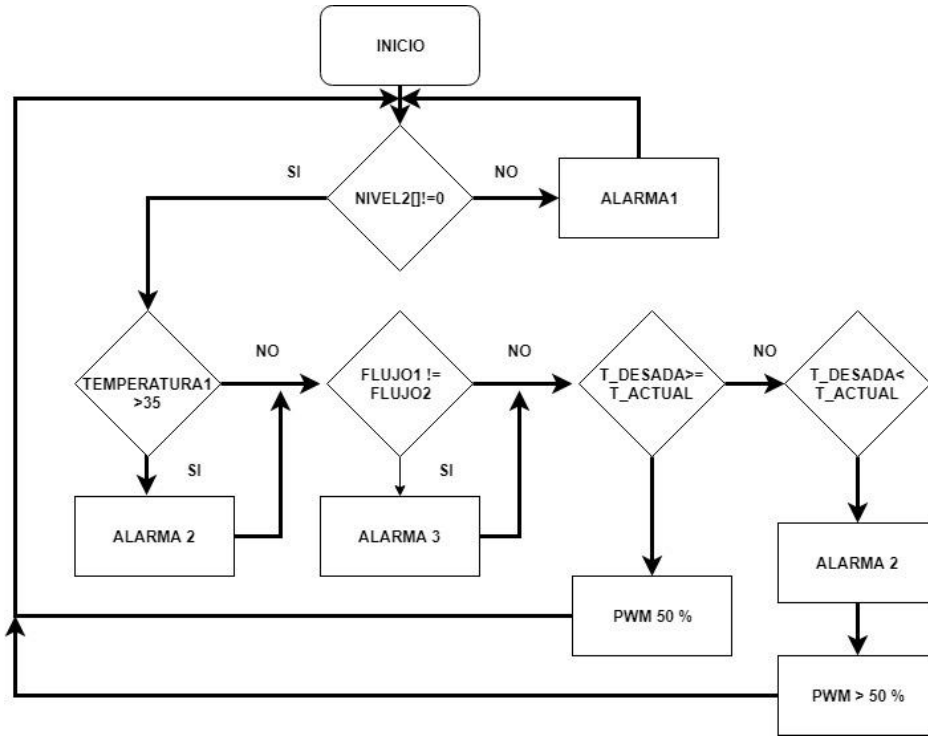 INICIO
SI
NO
NIVEL2[]!=0
ALARMA1
NO
NO
NO
TEMPERATURA1
>35
FLUJO1 !=
FLUJO2
T_DESADA>=
T_ACTUAL
T_DESADA<
T_ACTUAL
SI
SI
ALARMA 2
ALARMA 3
ALARMA 2
PWM 50 %
PWM > 50 %